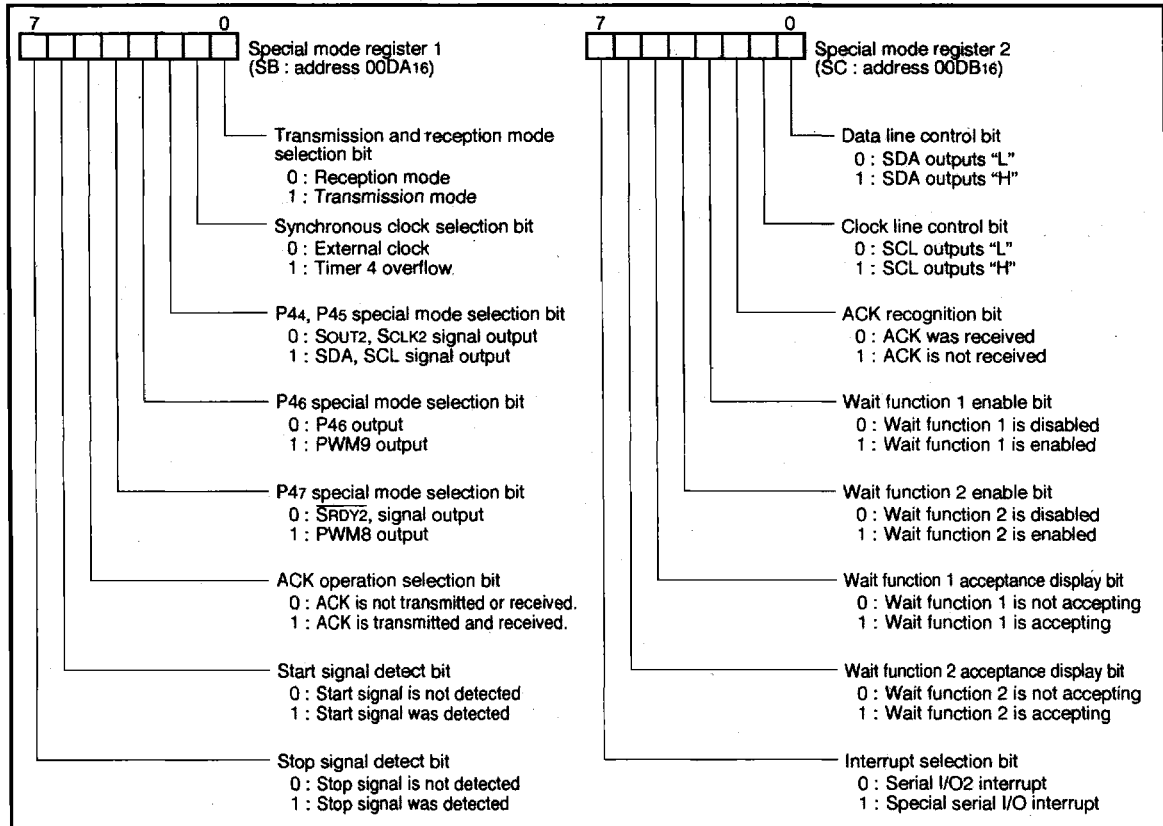 7 0
Special mode register 1
(SB : address 00DA16)
Transmission and reception mode
selection bit
0 : Reception mode
1 : Transmission mode
Synchronous clock selection bit
0 : External clock
1 : Timer 4 overflow
P44, P45 special mode selection bit
0 : SOUT2, SCLK2 signal output
1 : SDA, SCL signal output
P46 special mode selection bit
0 : P46 output
1 : PWM9 output
P47 special mode selection bit
0 : S̅R̅D̅Y̅2̅, signal output
1 : PWM8 output
ACK operation selection bit
0 : ACK is not transmitted or received.
1 : ACK is transmitted and received.
Start signal detect bit
0 : Start signal is not detected
1 : Start signal was detected
Stop signal detect bit
0 : Stop signal is not detected
1 : Stop signal was detected
7 0
Special mode register 2
(SC : address 00DB16)
Data line control bit
0 : SDA outputs “L”
1 : SDA outputs “H”
Clock line control bit
0 : SCL outputs “L”
1 : SCL outputs “H”
ACK recognition bit
0 : ACK was received
1 : ACK is not received
Wait function 1 enable bit
0 : Wait function 1 is disabled
1 : Wait function 1 is enabled
Wait function 2 enable bit
0 : Wait function 2 is disabled
1 : Wait function 2 is enabled
Wait function 1 acceptance display bit
0 : Wait function 1 is not accepting
1 : Wait function 1 is accepting
Wait function 2 acceptance display bit
0 : Wait function 2 is not accepting
1 : Wait function 2 is accepting
Interrupt selection bit
0 : Serial I/O2 interrupt
1 : Special serial I/O interrupt